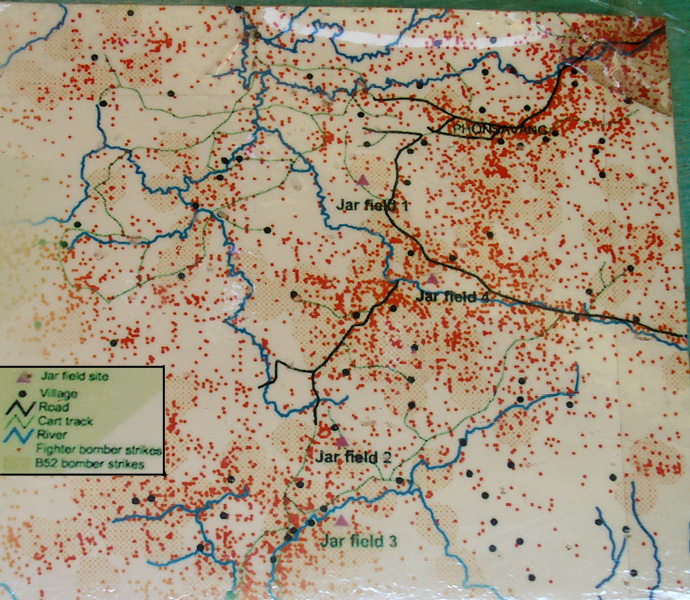 PHONSAVANG
Jar field 1
Jar field 4
Jar field site
Village
Road
Cart track
River
Fighter bomber strikes
B52 bomber strikes
Jar field 2
Jar field 3